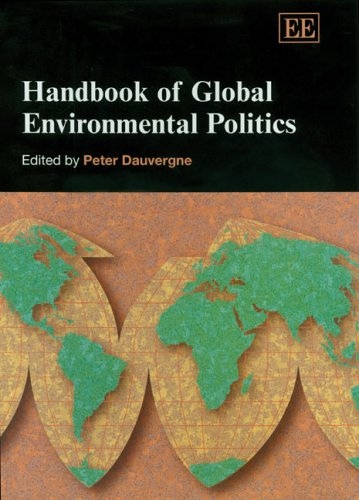 EE
Handbook of Global
Environmental Politics
Edited by Peter Dauvergne